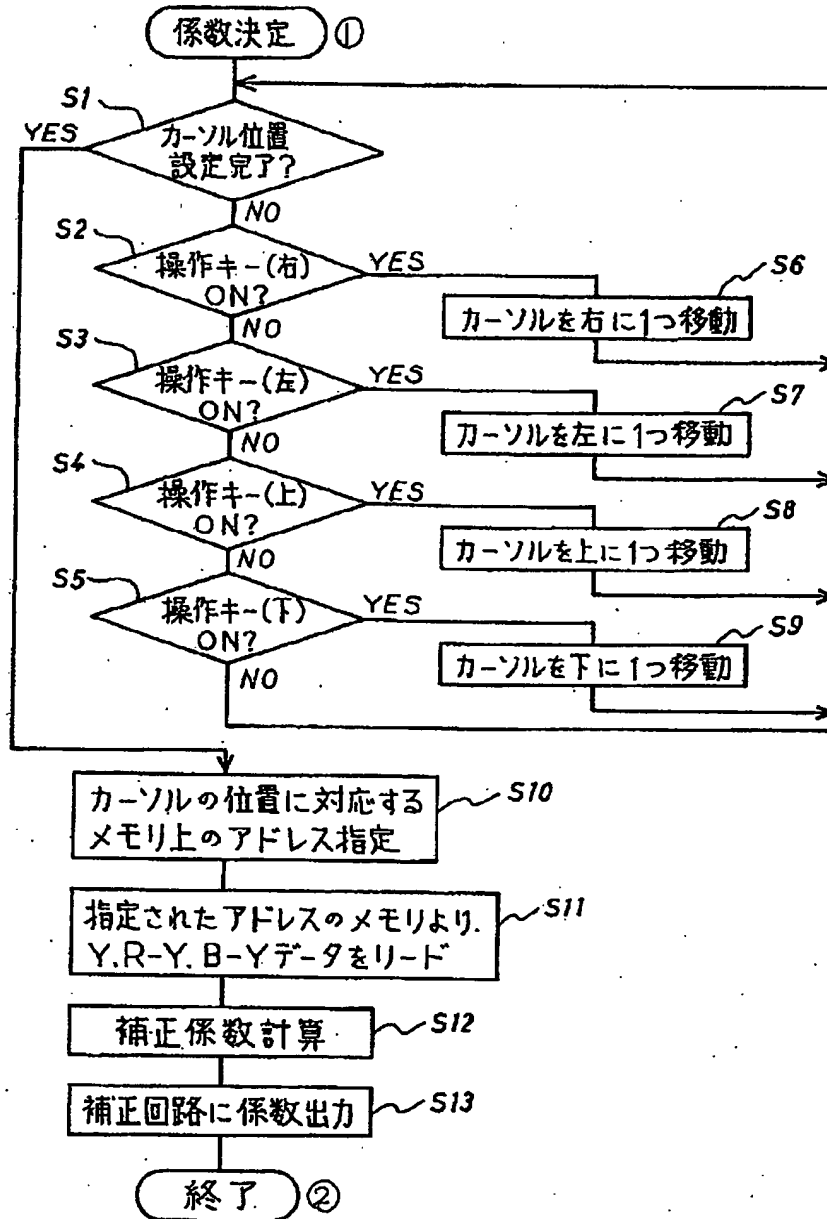 係数決定 ①
S1
YES
カーソル位置
設定完了?
NO
S2
操作キー(右)
ON?
YES
NO
S6
カーソルを右に1つ移動
S3
操作キー(左)
ON?
YES
NO
S7
カーソルを左に1つ移動
S4
操作キー(上)
ON?
YES
NO
S8
カーソルを上に1つ移動
S5
操作キー(下)
ON?
YES
NO
S9
カーソルを下に1つ移動
カーソルの位置に対応する
メモリ上のアドレス指定
S10
指定されたアドレスのメモリより.
Y.R-Y.B-Yデータをリード
S11
補正係数計算
S12
補正回路に係数出力
S13
終了 ②